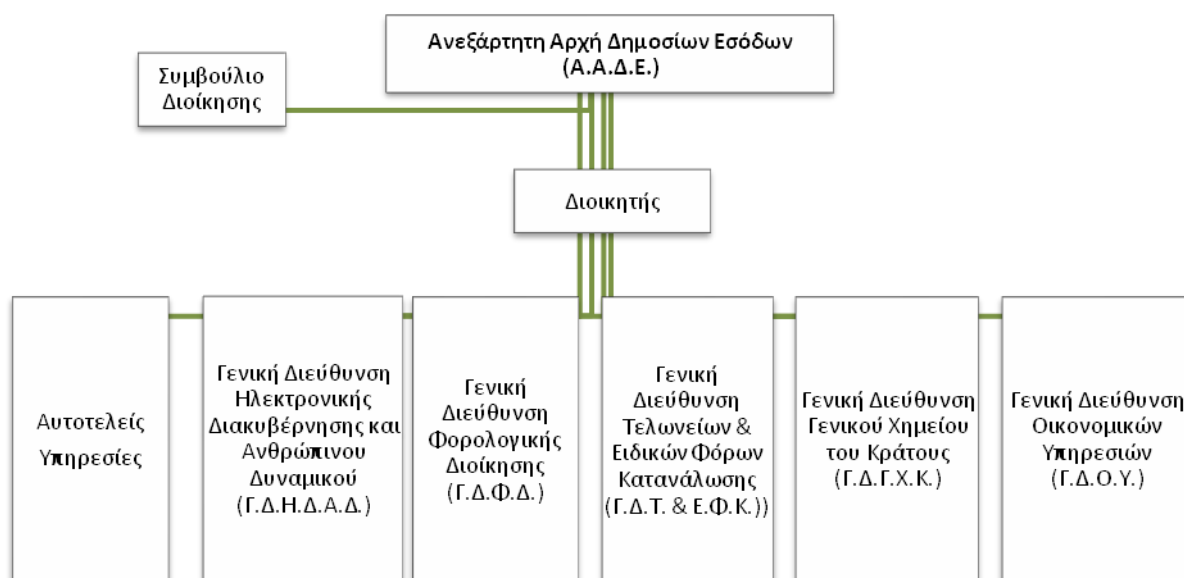 Ανεξάρτητη Αρχή Δημοσίων Εσόδων
(Α.Α.Δ.Ε.)
Συμβούλιο
Διοίκησης
Διοικητής
Αυτοτελείς
Υπηρεσίες
Γενική Διεύθυνση
Ηλεκτρονικής
Διακυβέρνησης και
Ανθρώπινου
Δυναμικού
(Γ.Δ.Η.Δ.Α.Δ.)
Γενική
Διεύθυνση
Φορολογικής
Διοίκησης
(Γ.Δ.Φ.Δ.)
Γενική
Διεύθυνση
Τελωνείων &
Ειδικών Φόρων
Κατανάλωσης
(Γ.Δ.Τ. & Ε.Φ.Κ.))
Γενική Διεύθυνση
Γενικού Χημείου
του Κράτους
(Γ.Δ.Γ.Χ.Κ.)
Γενική Διεύθυνση
Οικονομικών
Υπηρεσιών
(Γ.Δ.Ο.Υ.)